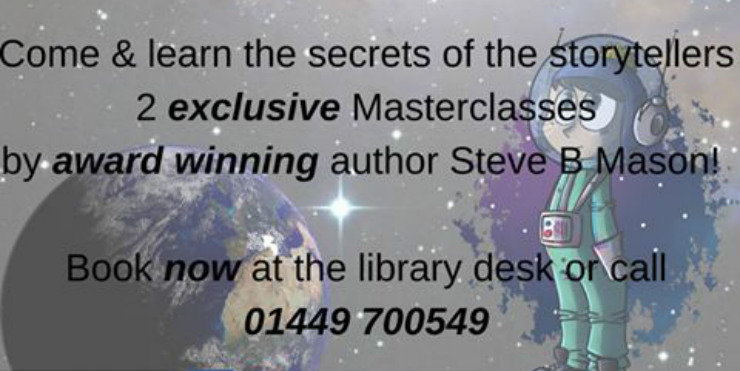 Come & learn the secrets of the storytellers
2 exclusive Masterclasses
by award winning author Steve B Mason!
Book now at the library desk or call
01449 700549